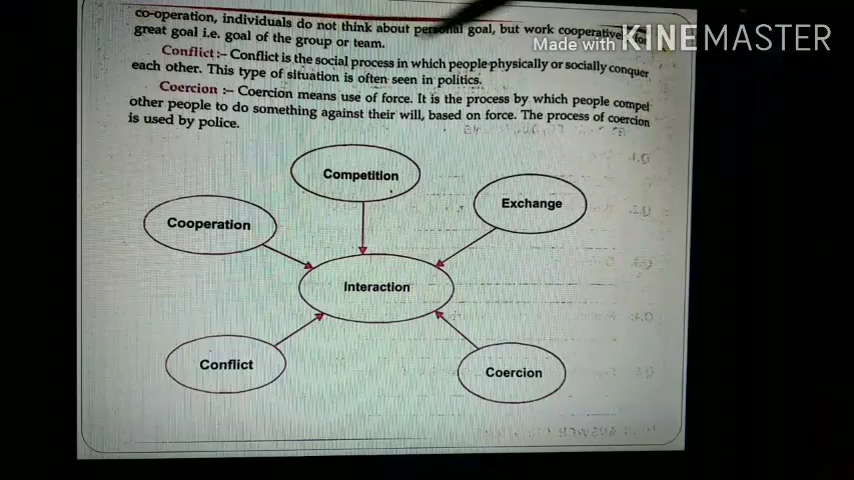 co-operation, individuals do not think about personal goal, but work cooperatively for
great goal i.e. goal of the group or team.
Conflict :– Conflict is the social process in which people physically or socially conquer
each other. This type of situation is often seen in politics.
Coercion :– Coercion means use of force. It is the process by which people compel
other people to do something against their will, based on force. The process of coercion
is used by police.
Made with KINEMASTER
Competition
Exchange
Cooperation
Interaction
Conflict
Coercion